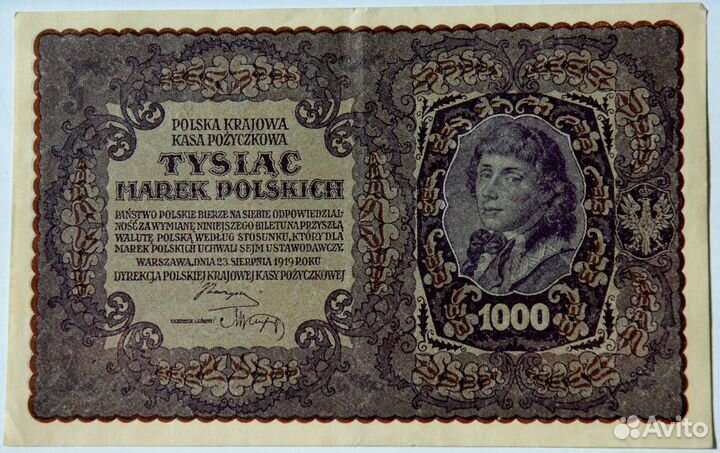 POLSKA KRAJOWA
KASA POŻYCZKOWA
TYSIĄC
MAREK POLSKICH
PAŃSTWO POLSKIE BIERZE NA SIEBIE ODPOWIEDZIAL-
NOŚĆ ZA WYMIANĘ NINIEJSZEGO BILETU NA PRZYSZŁĄ
WALUTĘ POLSKĄ WEDŁUG STOSUNKU, KTÓRY DLA
MAREK POLSKICH UCHWALI SEJM USTAWODAWCZY.
WARSZAWA, DNIA 23. SIERPNIA 1919 ROKU
DYREKCJA POLSKIEJ KRAJOWEJ KASY POŻYCZKOWEJ
SKARBNIK GŁÓWNY
1000
Avito